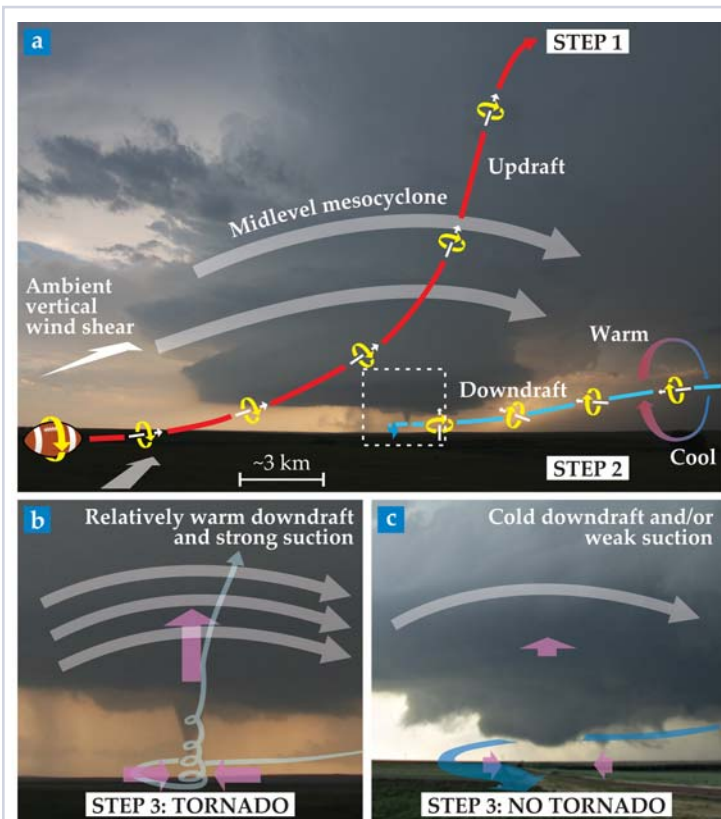 a
STEP 1
Updraft
Midlevel mesocyclone
Ambient
vertical
wind shear
Warm
Downdraft
Cool
~3 km
STEP 2
b
Relatively warm downdraft
and strong suction
STEP 3: TORNADO
c
Cold downdraft and/or
weak suction
STEP 3: NO TORNADO